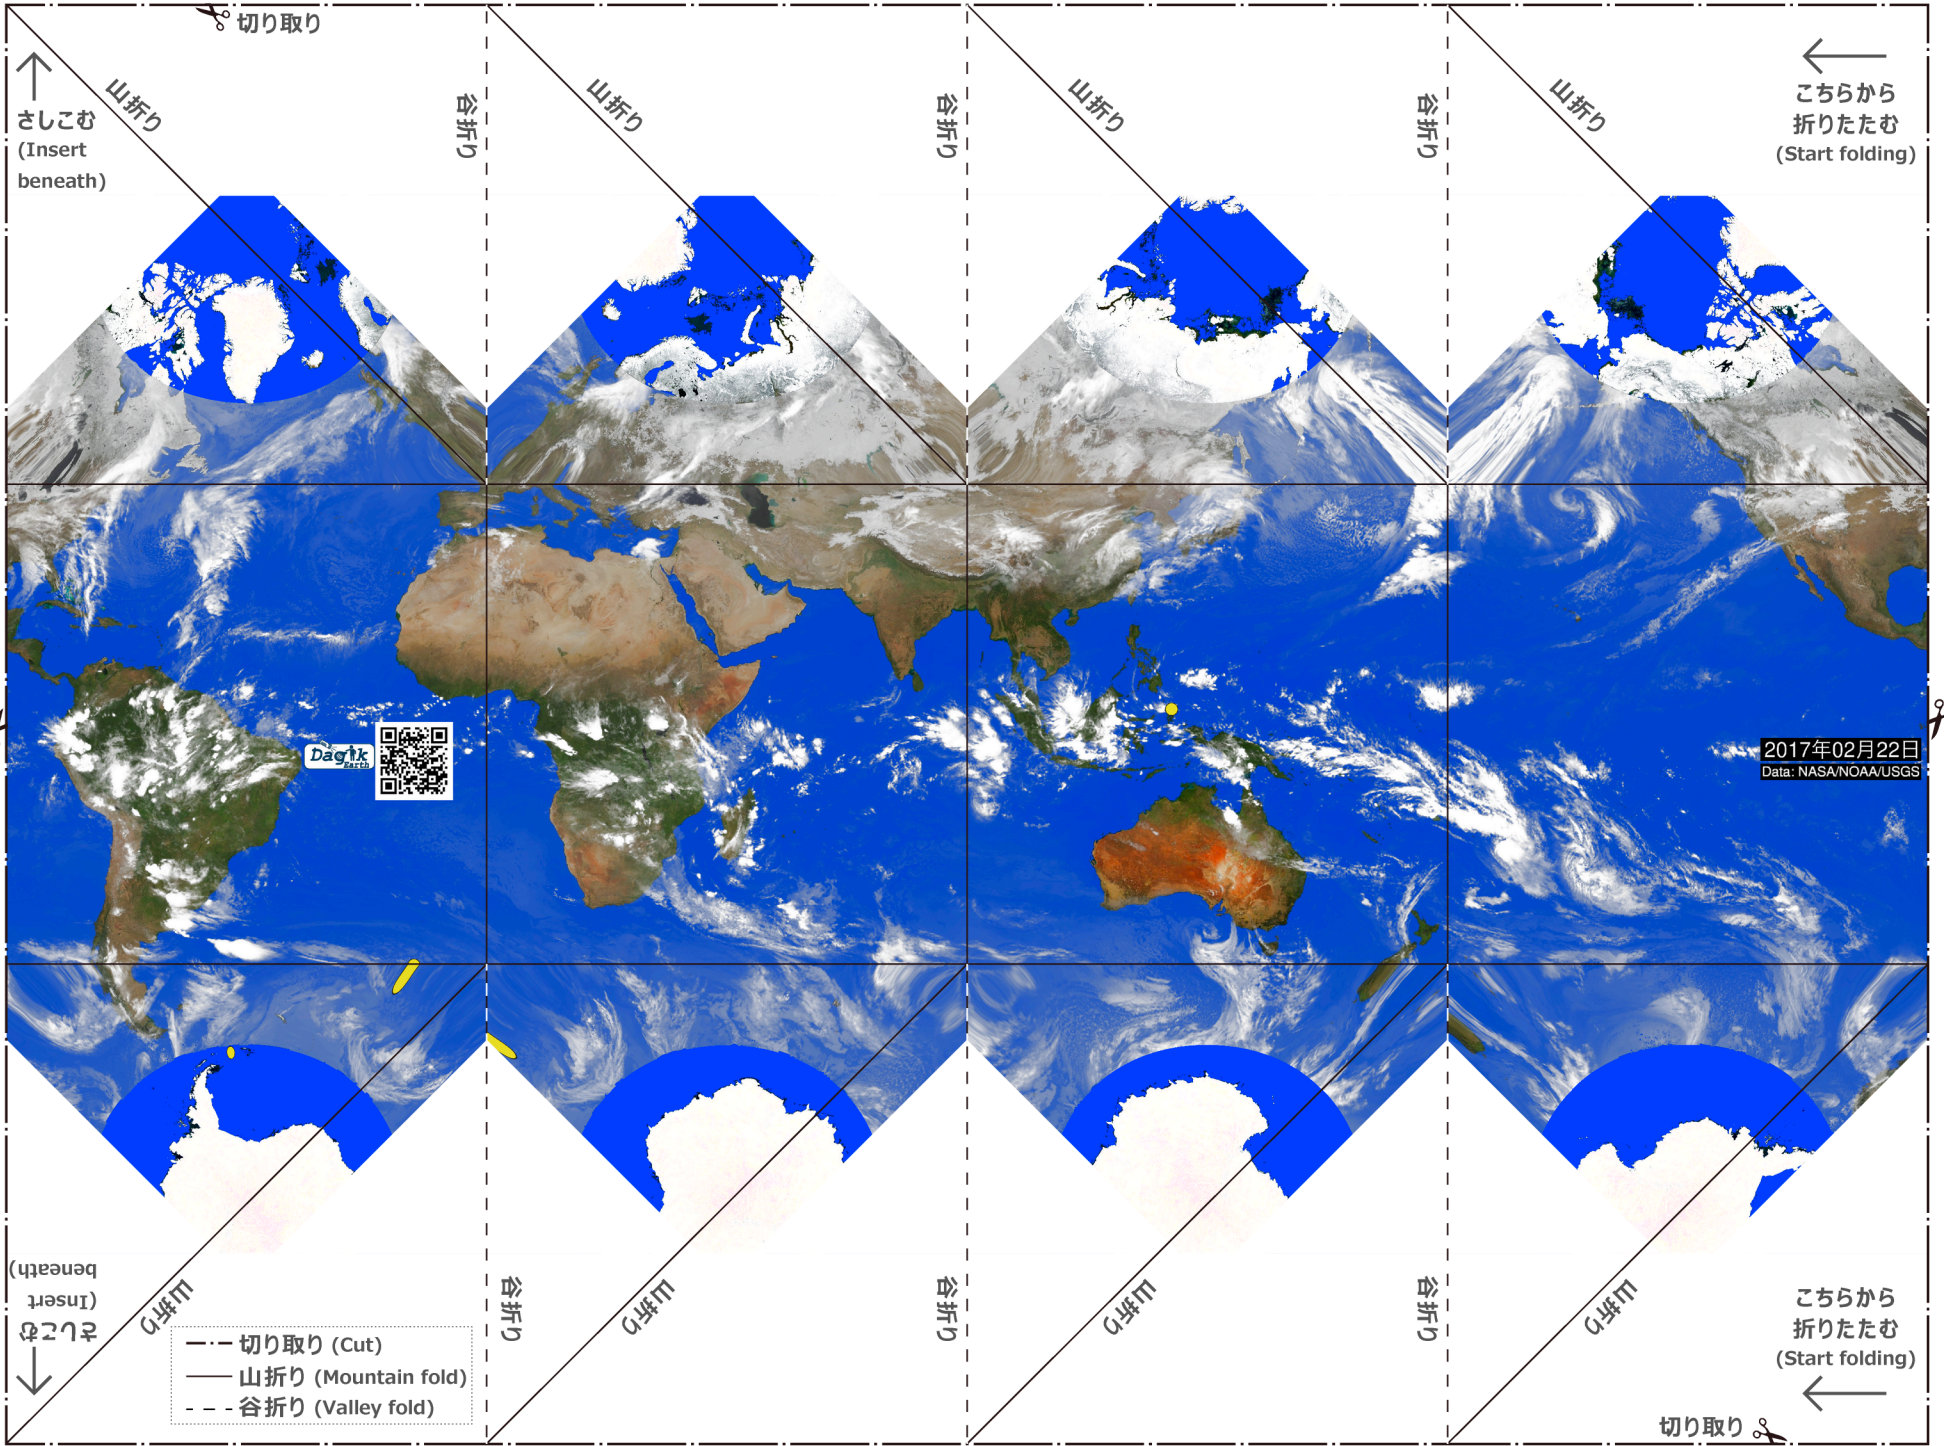 切り取り
山折り
谷折り
山折り
谷折り
山折り
谷折り
山折り
さしこむ
(Insert
beneath)
こちらから
折りたたむ
(Start folding)
Dagik
Earth
2017年02月22日
Data: NASA/NOAA/USGS
さしこむ
(Insert
beneath)
山折り
谷折り
山折り
谷折り
山折り
谷折り
山折り
こちらから
折りたたむ
(Start folding)
切り取り (Cut)
山折り (Mountain fold)
谷折り (Valley fold)
切り取り